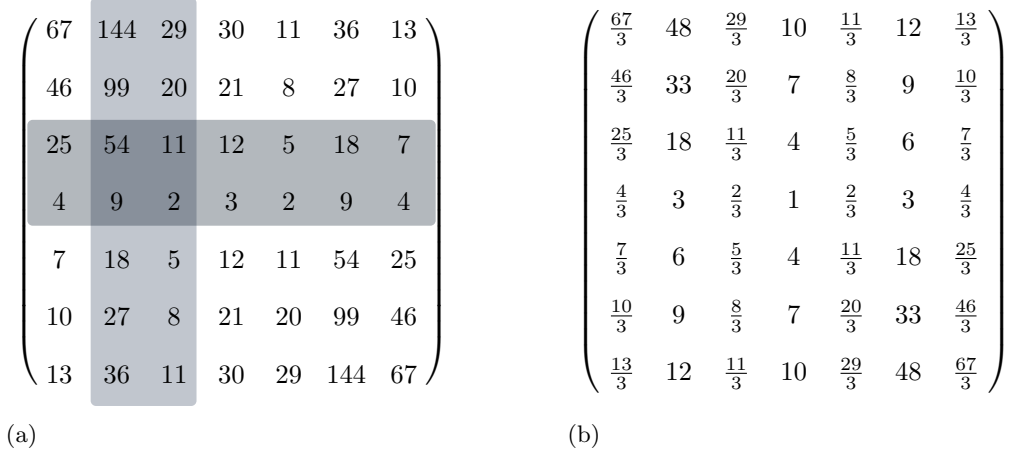 67 144 29 30 11 36 13
46 99 20 21 8 27 10
25 54 11 12 5 18 7
4 9 2 3 2 9 4
7 18 5 12 11 54 25
10 27 8 21 20 99 46
13 36 11 30 29 144 67
(a)
67/3 48 29/3 10 11/3 12 13/3
46/3 33 20/3 7 8/3 9 10/3
25/3 18 11/3 4 5/3 6 7/3
4/3 3 2/3 1 2/3 3 4/3
7/3 6 5/3 4 11/3 18 25/3
10/3 9 8/3 7 20/3 33 46/3
13/3 12 11/3 10 29/3 48 67/3
(b)